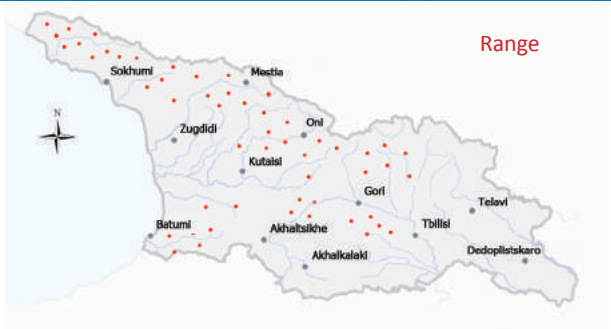 Range
Sokhumi
Mestia
N
Zugdidi
Oni
Kutaisi
Gori
Telavi
Batumi
Akhaltsikhe
Tbilisi
Akhalkalaki
Dedoplistskaro